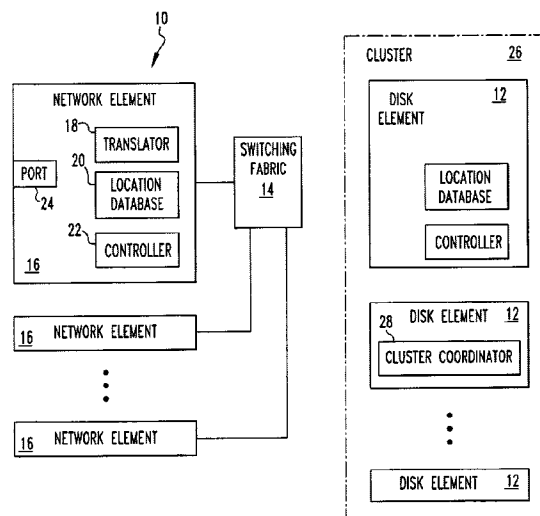 10
NETWORK ELEMENT
18
TRANSLATOR
PORT
24
20
LOCATION
DATABASE
22
CONTROLLER
16
SWITCHING
FABRIC
14
16
NETWORK ELEMENT
16
NETWORK ELEMENT
CLUSTER
26
12
DISK
ELEMENT
LOCATION
DATABASE
CONTROLLER
DISK ELEMENT
12
28
CLUSTER COORDINATOR
DISK ELEMENT
12